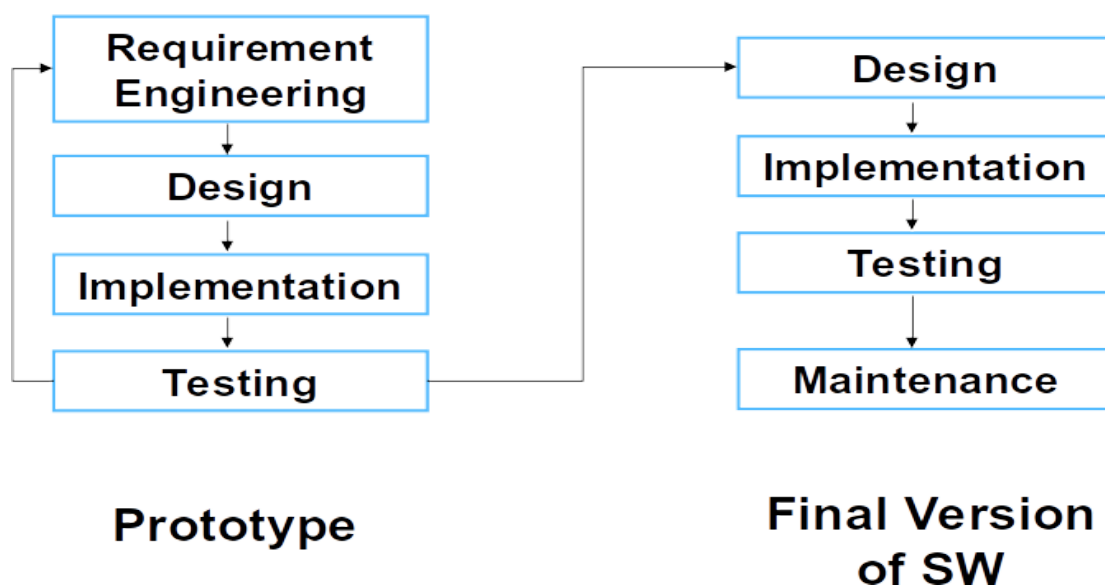 Requirement
Engineering
Design
Implementation
Testing
Prototype
Design
Implementation
Testing
Maintenance
Final Version
of SW